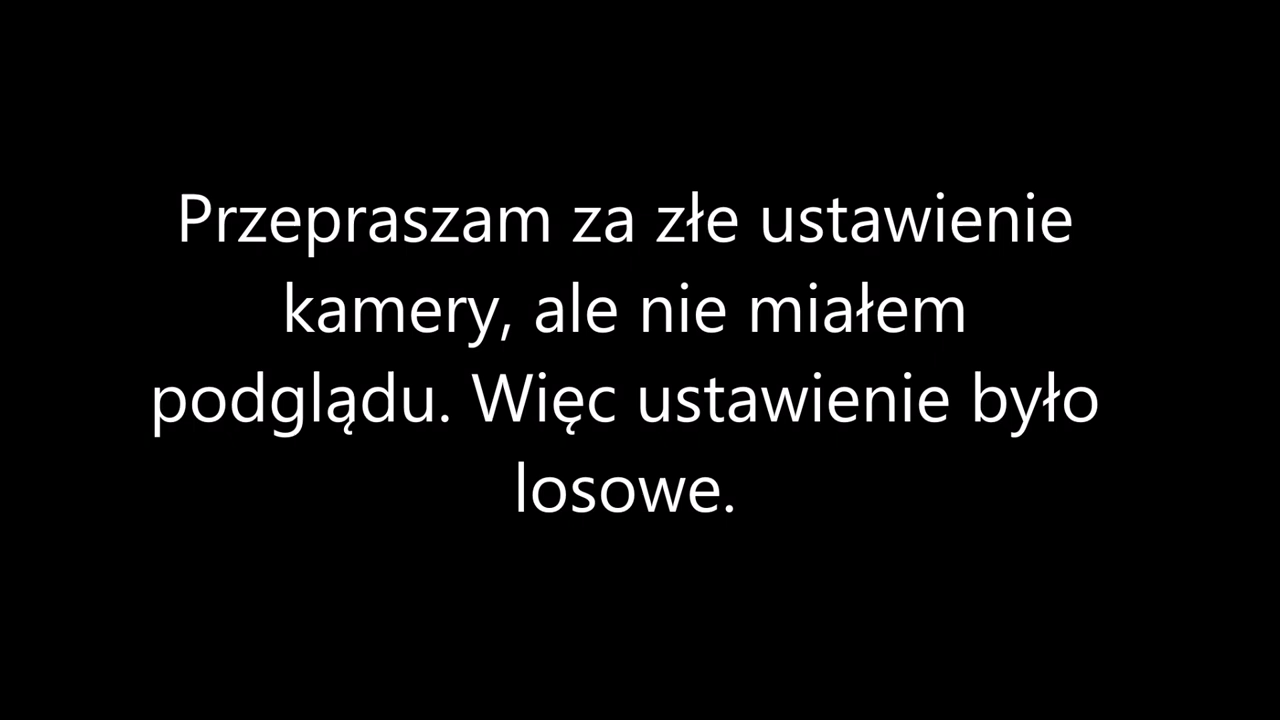 Przepraszam za złe ustawienie
kamery, ale nie miałem
podglądu. Więc ustawienie było
losowe.